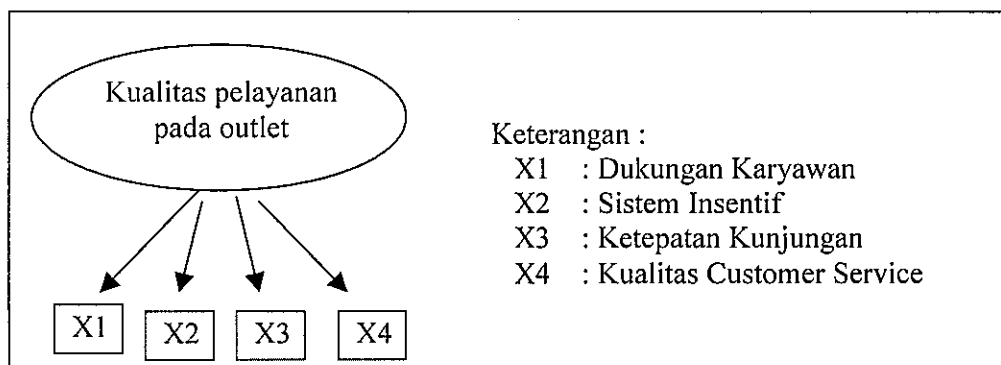 Kualitas pelayanan
pada outlet
Keterangan :
X1 : Dukungan Karyawan
X2 : Sistem Insentif
X3 : Ketepatan Kunjungan
X4 : Kualitas Customer Service
X1 X2 X3 X4